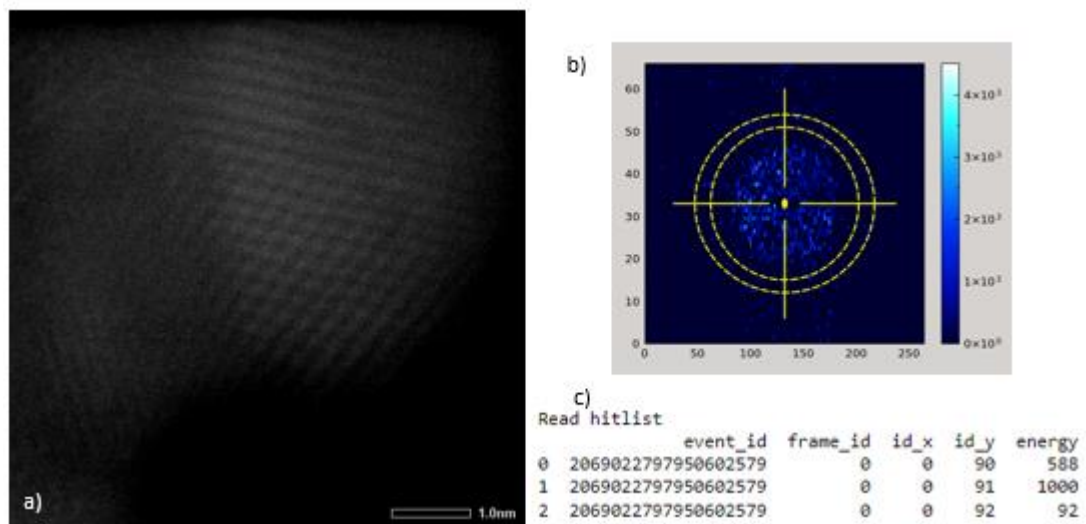 a)
1.0nm
b)
60
50
40
30
20
10
0
0 50 100 150 200 250
4×10³
3×10³
2×10³
1×10³
0×10⁰
c)
Read hitlist
event_id frame_id id_x id_y energy
0 2069022797950602579 0 0 90 588
1 2069022797950602579 0 0 91 1000
2 2069022797950602579 0 0 92 92